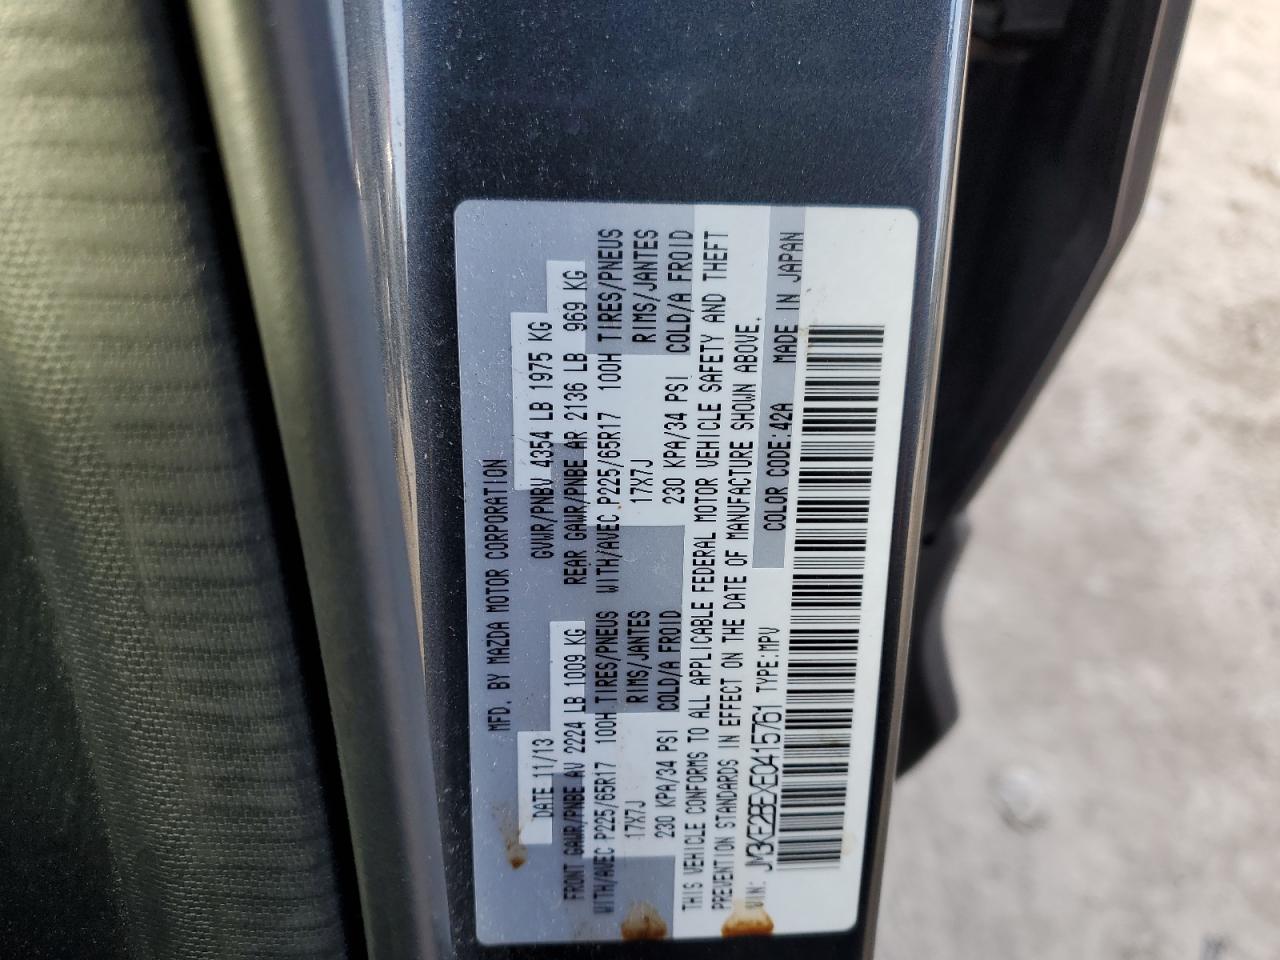 MFD. BY MAZDA MOTOR CORPORATION
DATE 11/13 GVWR/PNBV 4354 LB 1975 KG
FRONT GAWR/PNBE AV 2224 LB 1009 KG REAR GAWR/PNBE AR 2136 LB 969 KG
WITH/AVEC P225/65R17 100H TIRES/PNEUS WITH/AVEC P225/65R17 100H TIRES/PNEUS
17X7J RIMS/JANTES 17X7J RIMS/JANTES
230 KPA/34 PSI COLD/A FROID 230 KPA/34 PSI COLD/A FROID
THIS VEHICLE CONFORMS TO ALL APPLICABLE FEDERAL MOTOR VEHICLE SAFETY AND THEFT
PREVENTION STANDARDS IN EFFECT ON THE DATE OF MANUFACTURE SHOWN ABOVE.
VIN: JM3KE2BEXE0415761 TYPE:MPV COLOR CODE:42A MADE IN JAPAN